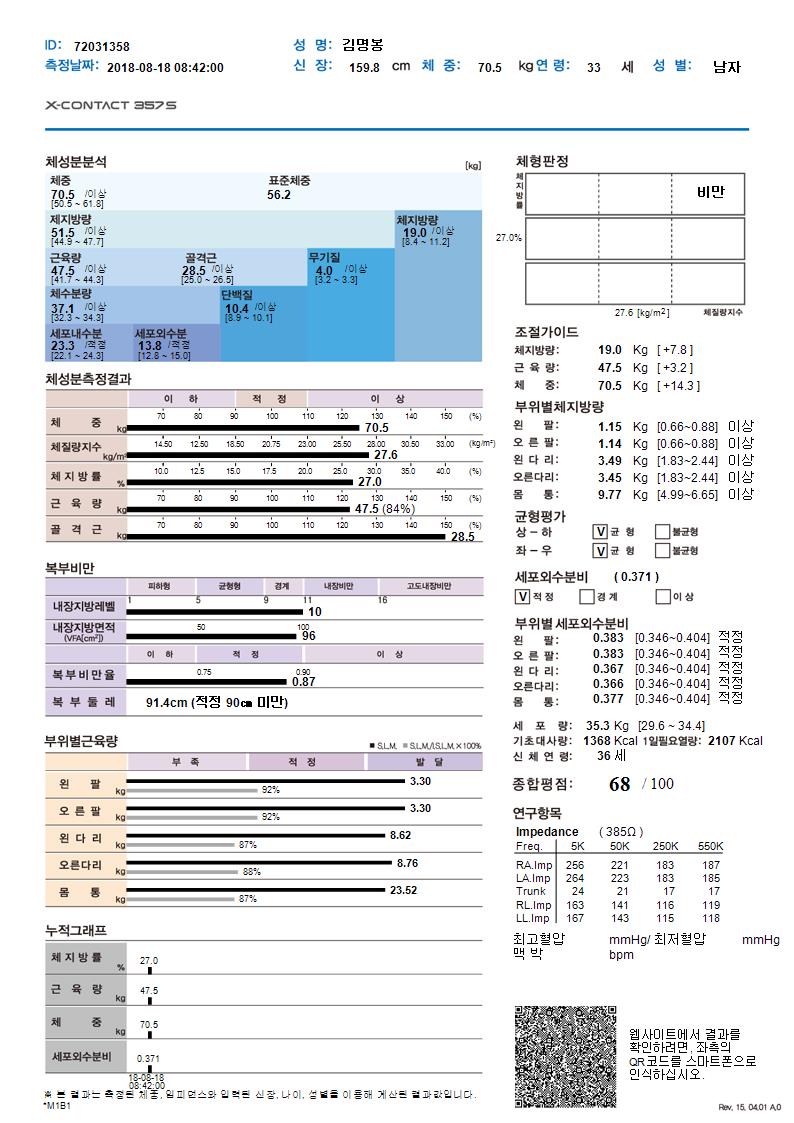 ID: 72031358 성 명: 김명봉
측정날짜: 2018-08-18 08:42:00 신 장: 159.8 cm 체 중: 70.5 kg 연 령: 33 세 성 별: 남자
X-CONTACT 357S
체성분분석 [kg]
체중 표준체중
70.5 /이상 56.2
[50.5 ~ 61.8]
제지방량 체지방량
51.5 /이상 19.0 /이상
[44.9 ~ 47.7] [8.4 ~ 11.2]
근육량 골격근 무기질
47.5 /이상 28.5 /이상 4.0 /이상
[41.7 ~ 44.3] [25.0 ~ 26.5] [3.2 ~ 3.3]
체수분량 단백질
37.1 /이상 10.4 /이상
[32.3 ~ 34.3] [8.9 ~ 10.1]
세포내수분 세포외수분
23.3 /적정 13.8 /적정
[22.1 ~ 24.3] [12.8 ~ 15.0]
체성분측정결과
이 하 적 정 이 상
체 중 kg 70 80 90 100 110 120 130 140 150 (%)
70.5
체질량지수 kg/m² 14.50 12.50 18.50 20.75 23.00 25.50 28.00 30.50 33.00 (kg/m²)
27.6
체 지 방 률 % 10.0 12.5 15.0 17.5 20.0 25.0 30.0 35.0 40.0 (%)
27.0
근 육 량 kg 70 80 90 100 110 120 130 140 150 (%)
47.5 (84%)
골 격 근 kg 70 80 90 100 110 120 130 140 150 (%)
28.5
복부비만
피하형 균형형 경계 내장비만 고도내장비만
내장지방레벨 1 5 9 11 16
10
내장지방면적 (VFA[cm²]) 50 100
96
이 하 적 정 이 상
복부비만율 0.75 0.90
0.87
복 부 둘 레 91.4cm (적정 90㎝ 미만)
부위별근육량 S.L.M. S.L.M./I.S.L.M.×100%
부 족 적 정 발 달
왼 팔 kg 3.30
92%
오 른 팔 kg 3.30
92%
왼 다 리 kg 8.62
87%
오른다리 kg 8.76
88%
몸 통 kg 23.52
87%
누적그래프
체 지 방 률 % 27.0
근 육 량 kg 47.5
체 중 kg 70.5
세포외수분비 0.371
18-08-18
08:42:00
※ 본 결과는 측정된 체중, 임피던스와 입력된 신장, 나이, 성별을 이용해 계산된 결과값입니다.
*M1B1
체형판정
체지방률
비만
27.0%
27.6 [kg/m²] 체질량지수
조절가이드
체지방량: 19.0 Kg [ +7.8 ]
근 육 량: 47.5 Kg [ +3.2 ]
체 중: 70.5 Kg [ +14.3 ]
부위별체지방량
왼 팔: 1.15 Kg [0.66~0.88] 이상
오 른 팔: 1.14 Kg [0.66~0.88] 이상
왼 다 리: 3.49 Kg [1.83~2.44] 이상
오른다리: 3.45 Kg [1.83~2.44] 이상
몸 통: 9.77 Kg [4.99~6.65] 이상
균형평가
상 – 하 V 균 형 불균형
좌 – 우 V 균 형 불균형
세포외수분비 ( 0.371 )
V 적 정 경 계 이 상
부위별 세포외수분비
왼 팔: 0.383 [0.346~0.404] 적정
오 른 팔: 0.383 [0.346~0.404] 적정
왼 다 리: 0.367 [0.346~0.404] 적정
오른다리: 0.366 [0.346~0.404] 적정
몸 통: 0.377 [0.346~0.404] 적정
세 포 량: 35.3 Kg [29.6 ~ 34.4]
기초대사량: 1368 Kcal 1일필요열량: 2107 Kcal
신 체 연 령: 36 세
종합평점: 68 / 100
연구항목
Impedance ( 385Ω )
Freq. 5K 50K 250K 550K
RA.Imp 256 221 183 187
LA.Imp 264 223 183 185
Trunk 24 21 17 17
RL.Imp 163 141 116 119
LL.Imp 167 143 115 118
최고혈압 mmHg/ 최저혈압 mmHg
맥 박 bpm
웹사이트에서 결과를
확인하려면, 좌측의
QR코드를 스마트폰으로
인식하십시오.
Rev, 15, 04,01 A,0